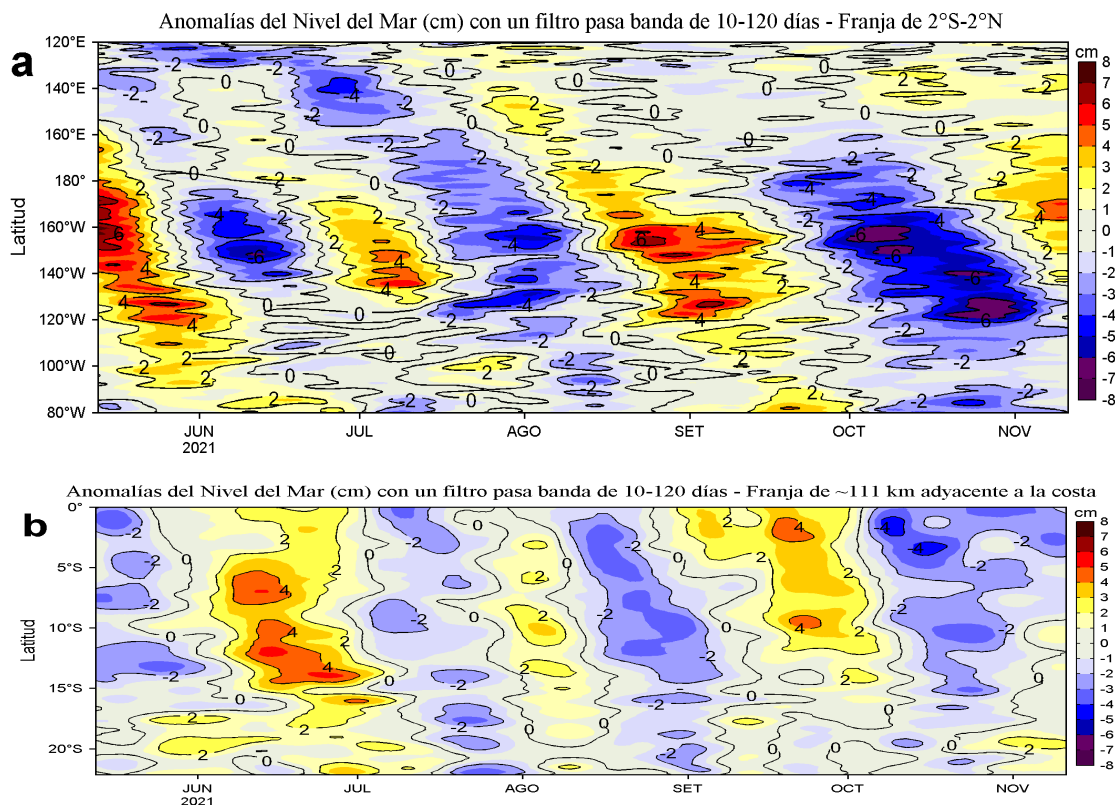 Anomalías del Nivel del Mar (cm) con un filtro pasa banda de 10-120 días - Franja de 2°S-2°N
a
cm
120°E
140°E
160°E
180°
160°W
140°W
120°W
100°W
80°W
Latitud
JUN
2021
JUL
AGO
SET
OCT
NOV
8
7
6
5
4
3
2
1
0
-1
-2
-3
-4
-5
-6
-7
-8
Anomalías del Nivel del Mar (cm) con un filtro pasa banda de 10-120 días - Franja de ~111 km adyacente a la costa
b
cm
0°
5°S
10°S
15°S
20°S
Latitud
JUN
2021
JUL
AGO
SET
OCT
NOV
8
7
6
5
4
3
2
1
0
-1
-2
-3
-4
-5
-6
-7
-8